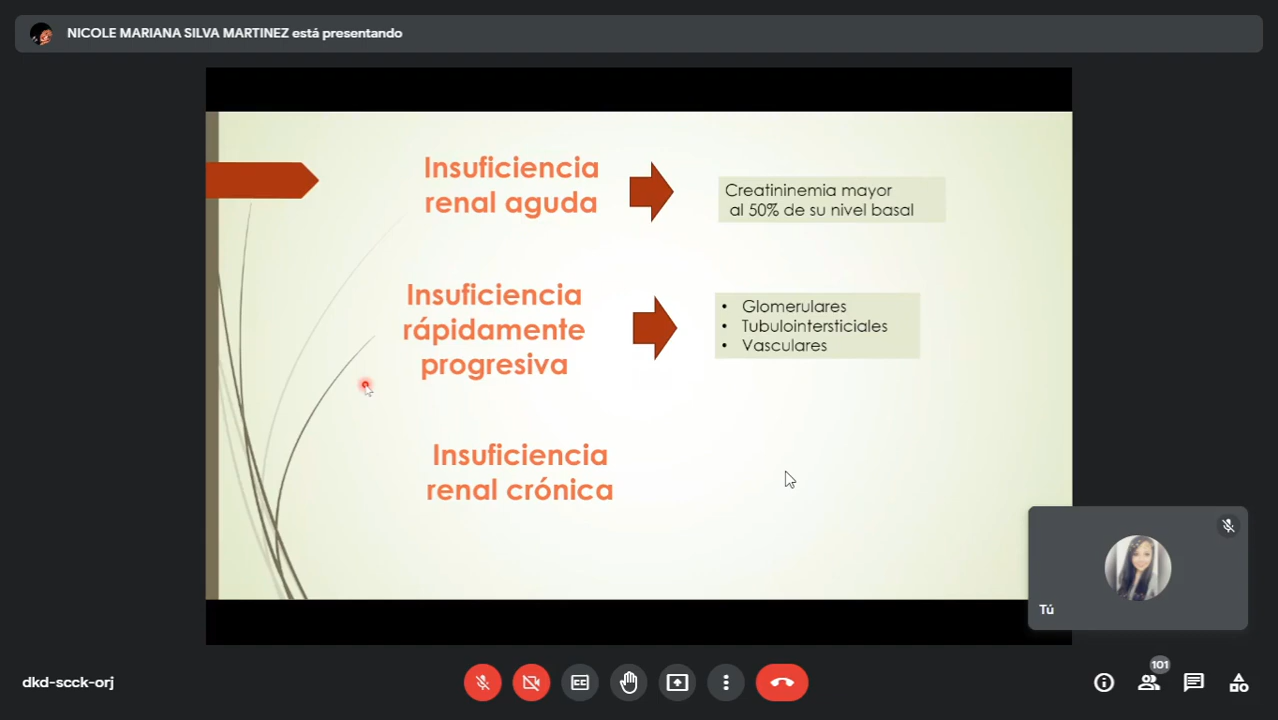 NICOLE MARIANA SILVA MARTINEZ está presentando
Insuficiencia
renal aguda
Creatininemia mayor
al 50% de su nivel basal
Insuficiencia
rápidamente
progresiva
• Glomerulares
• Tubulointersticiales
• Vasculares
Insuficiencia
renal crónica
Tú
dkd-scck-orj
CC
101